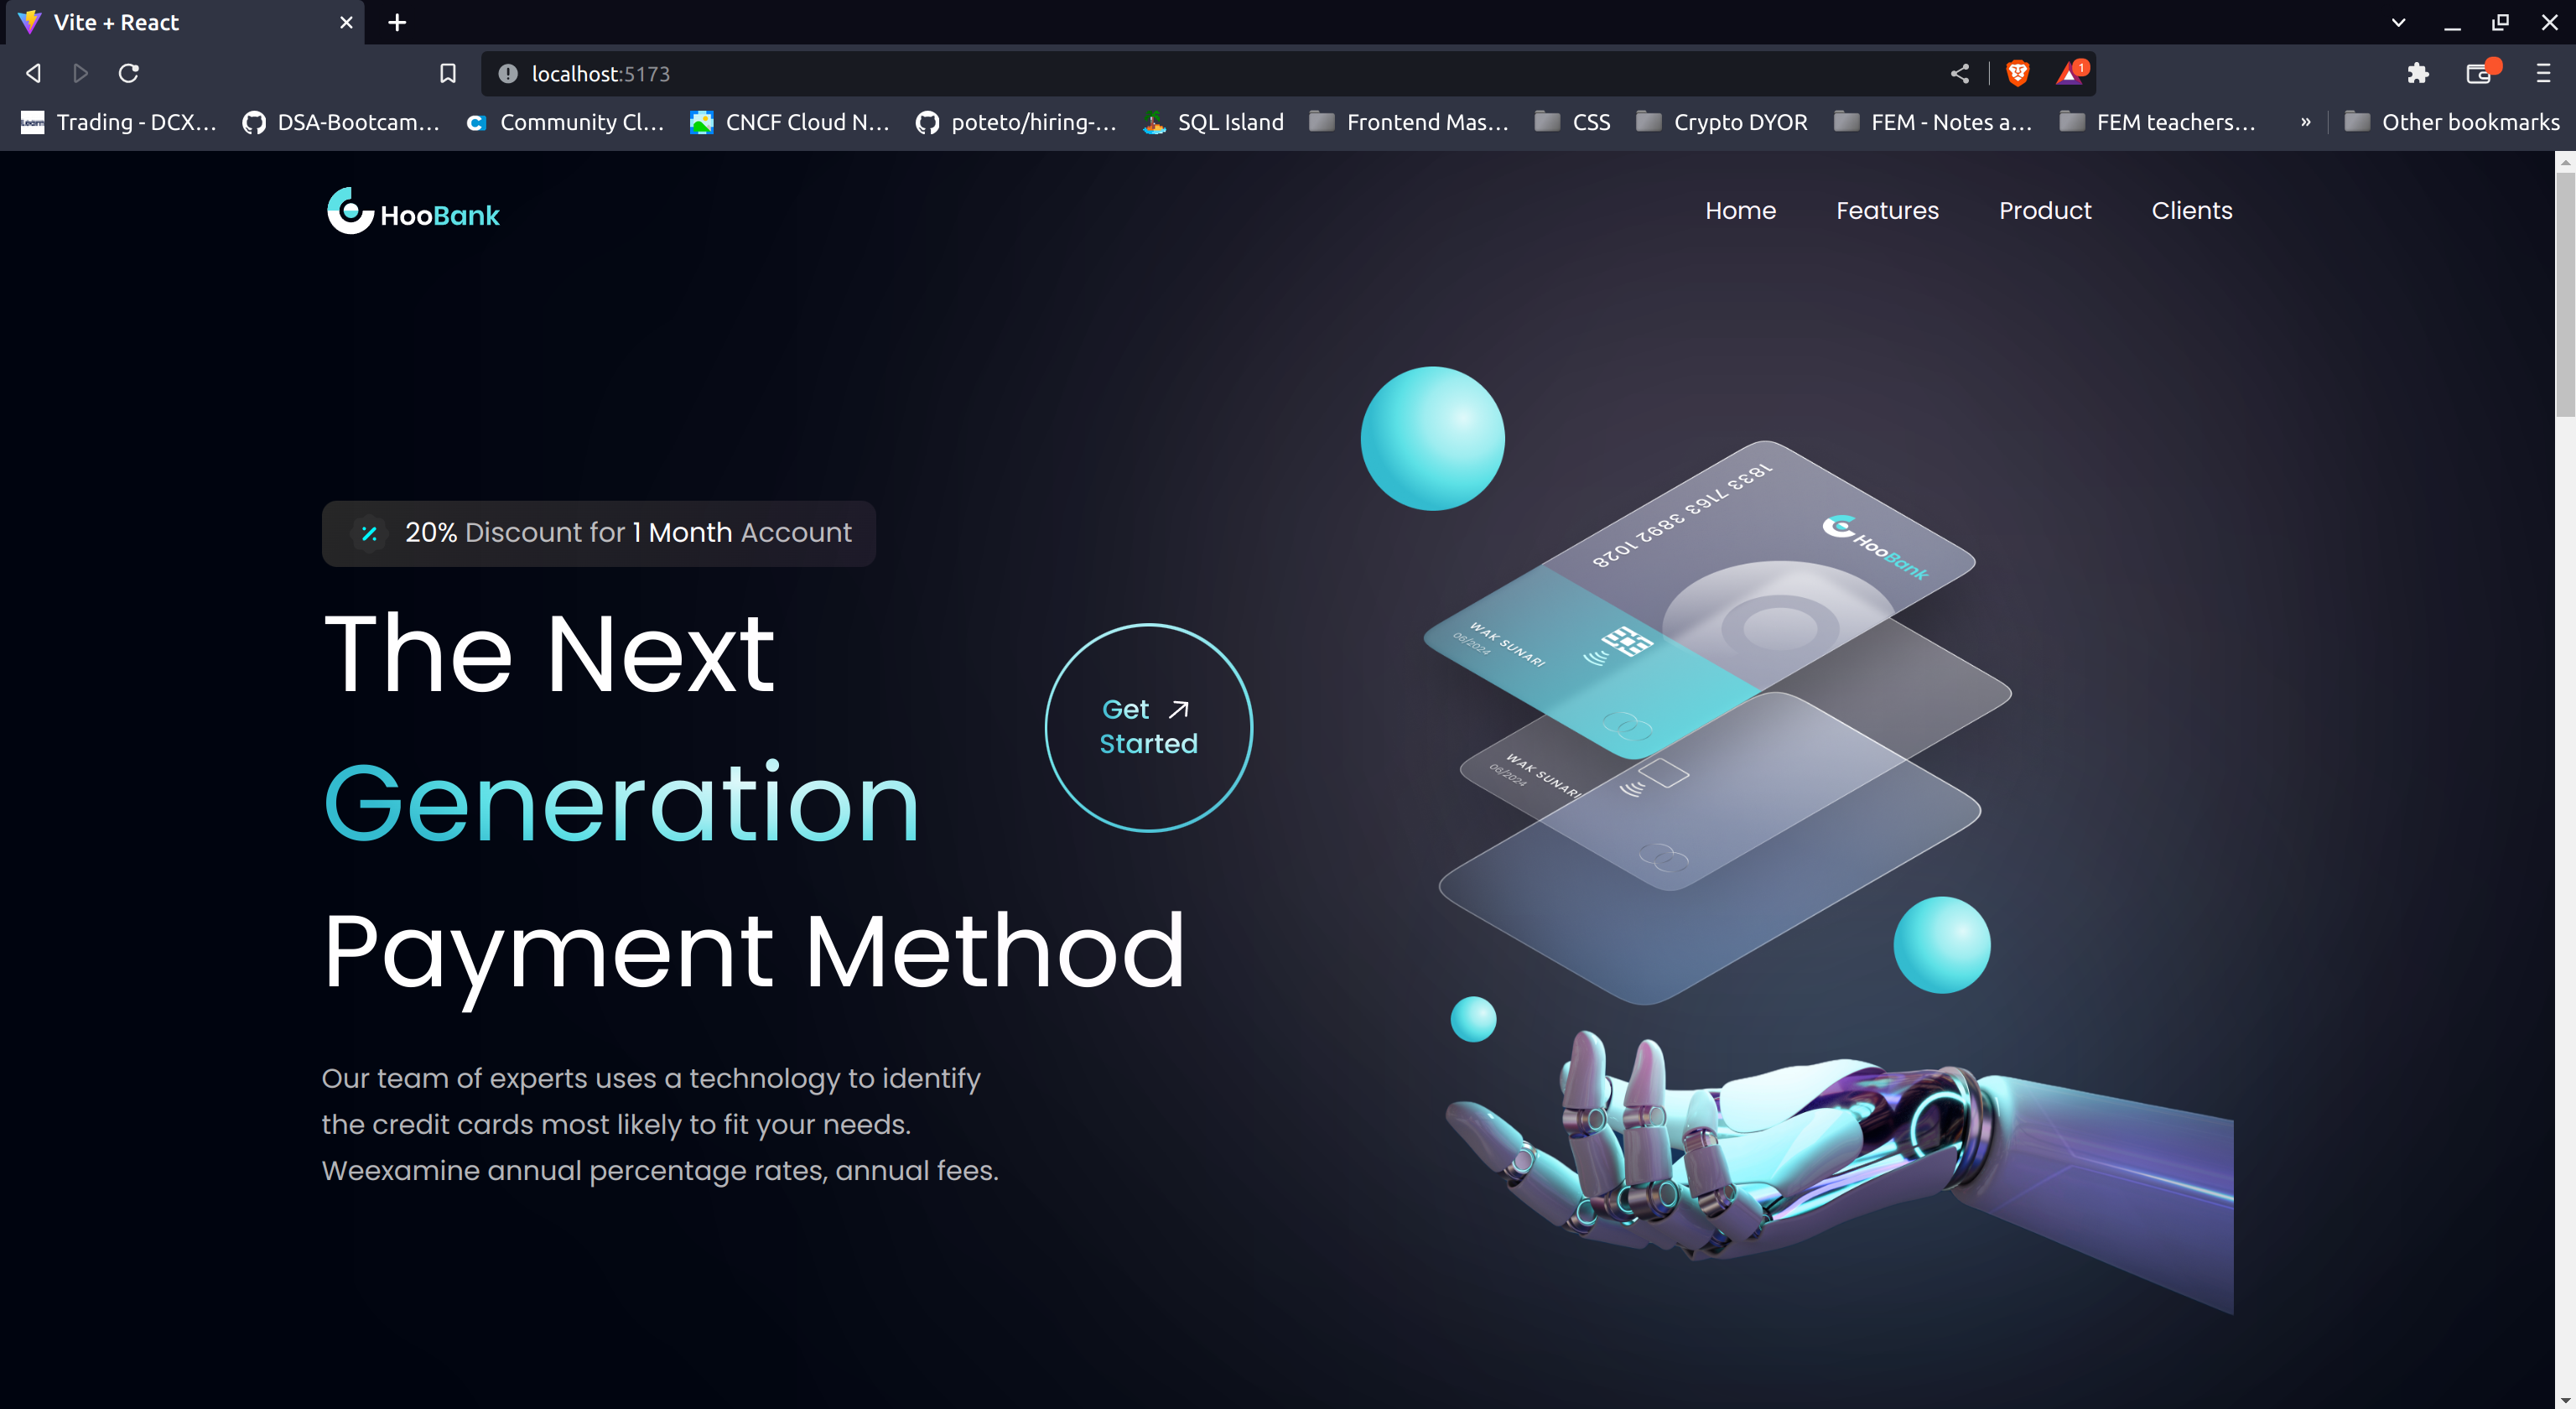 Vite + React
localhost:5173
1
Learn Trading - DCX... DSA-Bootcam... Community Cl... CNCF Cloud N... poteto/hiring-... SQL Island Frontend Mas... CSS Crypto DYOR FEM - Notes a... FEM teachers... » Other bookmarks
HooBank
Home Features Product Clients
20% Discount for 1 Month Account
The Next
Generation
Payment Method
Get
Started
Our team of experts uses a technology to identify
the credit cards most likely to fit your needs.
Weexamine annual percentage rates, annual fees.
1833 7163 3892 1028
HooBank
WAK SUNARI
06/2024
WAK SUNARI
06/2024